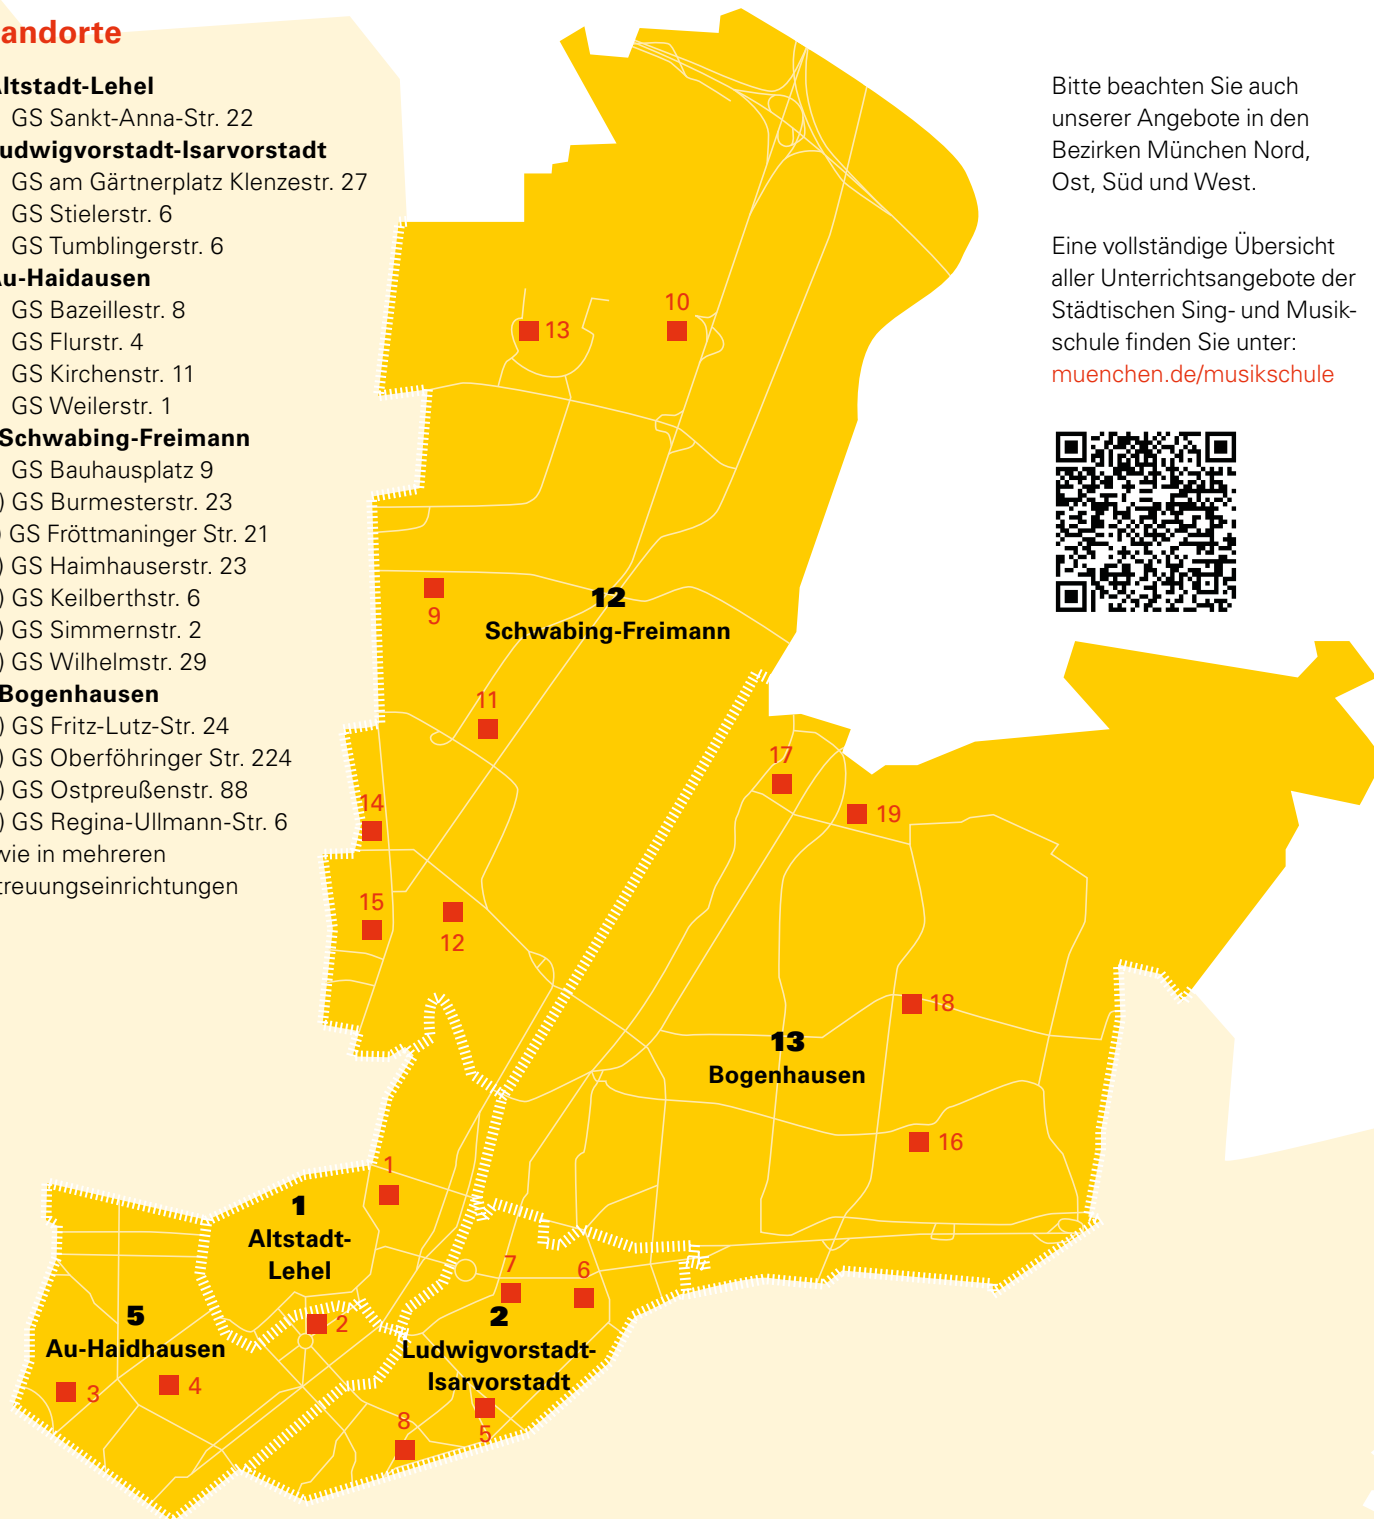 andorte
Altstadt-Lehel
GS Sankt-Anna-Str. 22
udwigvorstadt-Isarvorstadt
GS am Gärtnerplatz Klenzestr. 27
GS Stielerstr. 6
GS Tumblingerstr. 6
Au-Haidausen
GS Bazeillestr. 8
GS Flurstr. 4
GS Kirchenstr. 11
GS Weilerstr. 1
Schwabing-Freimann
GS Bauhausplatz 9
) GS Burmesterstr. 23
) GS Fröttmaninger Str. 21
) GS Haimhauserstr. 23
) GS Keilberthstr. 6
) GS Simmernstr. 2
) GS Wilhelmstr. 29
Bogenhausen
) GS Fritz-Lutz-Str. 24
) GS Oberföhringer Str. 224
) GS Ostpreußenstr. 88
) GS Regina-Ullmann-Str. 6
wie in mehreren
treuungseinrichtungen
Bitte beachten Sie auch
unserer Angebote in den
Bezirken München Nord,
Ost, Süd und West.
Eine vollständige Übersicht
aller Unterrichtsangebote der
Städtischen Sing- und Musik-
schule finden Sie unter:
muenchen.de/musikschule
10
13
9
12
Schwabing-Freimann
11
17
14
19
15
12
18
13
Bogenhausen
16
1
1
Altstadt-
Lehel
7
6
5
Au-Haidhausen
2
2
Ludwigvorstadt-
Isarvorstadt
3
4
8
5